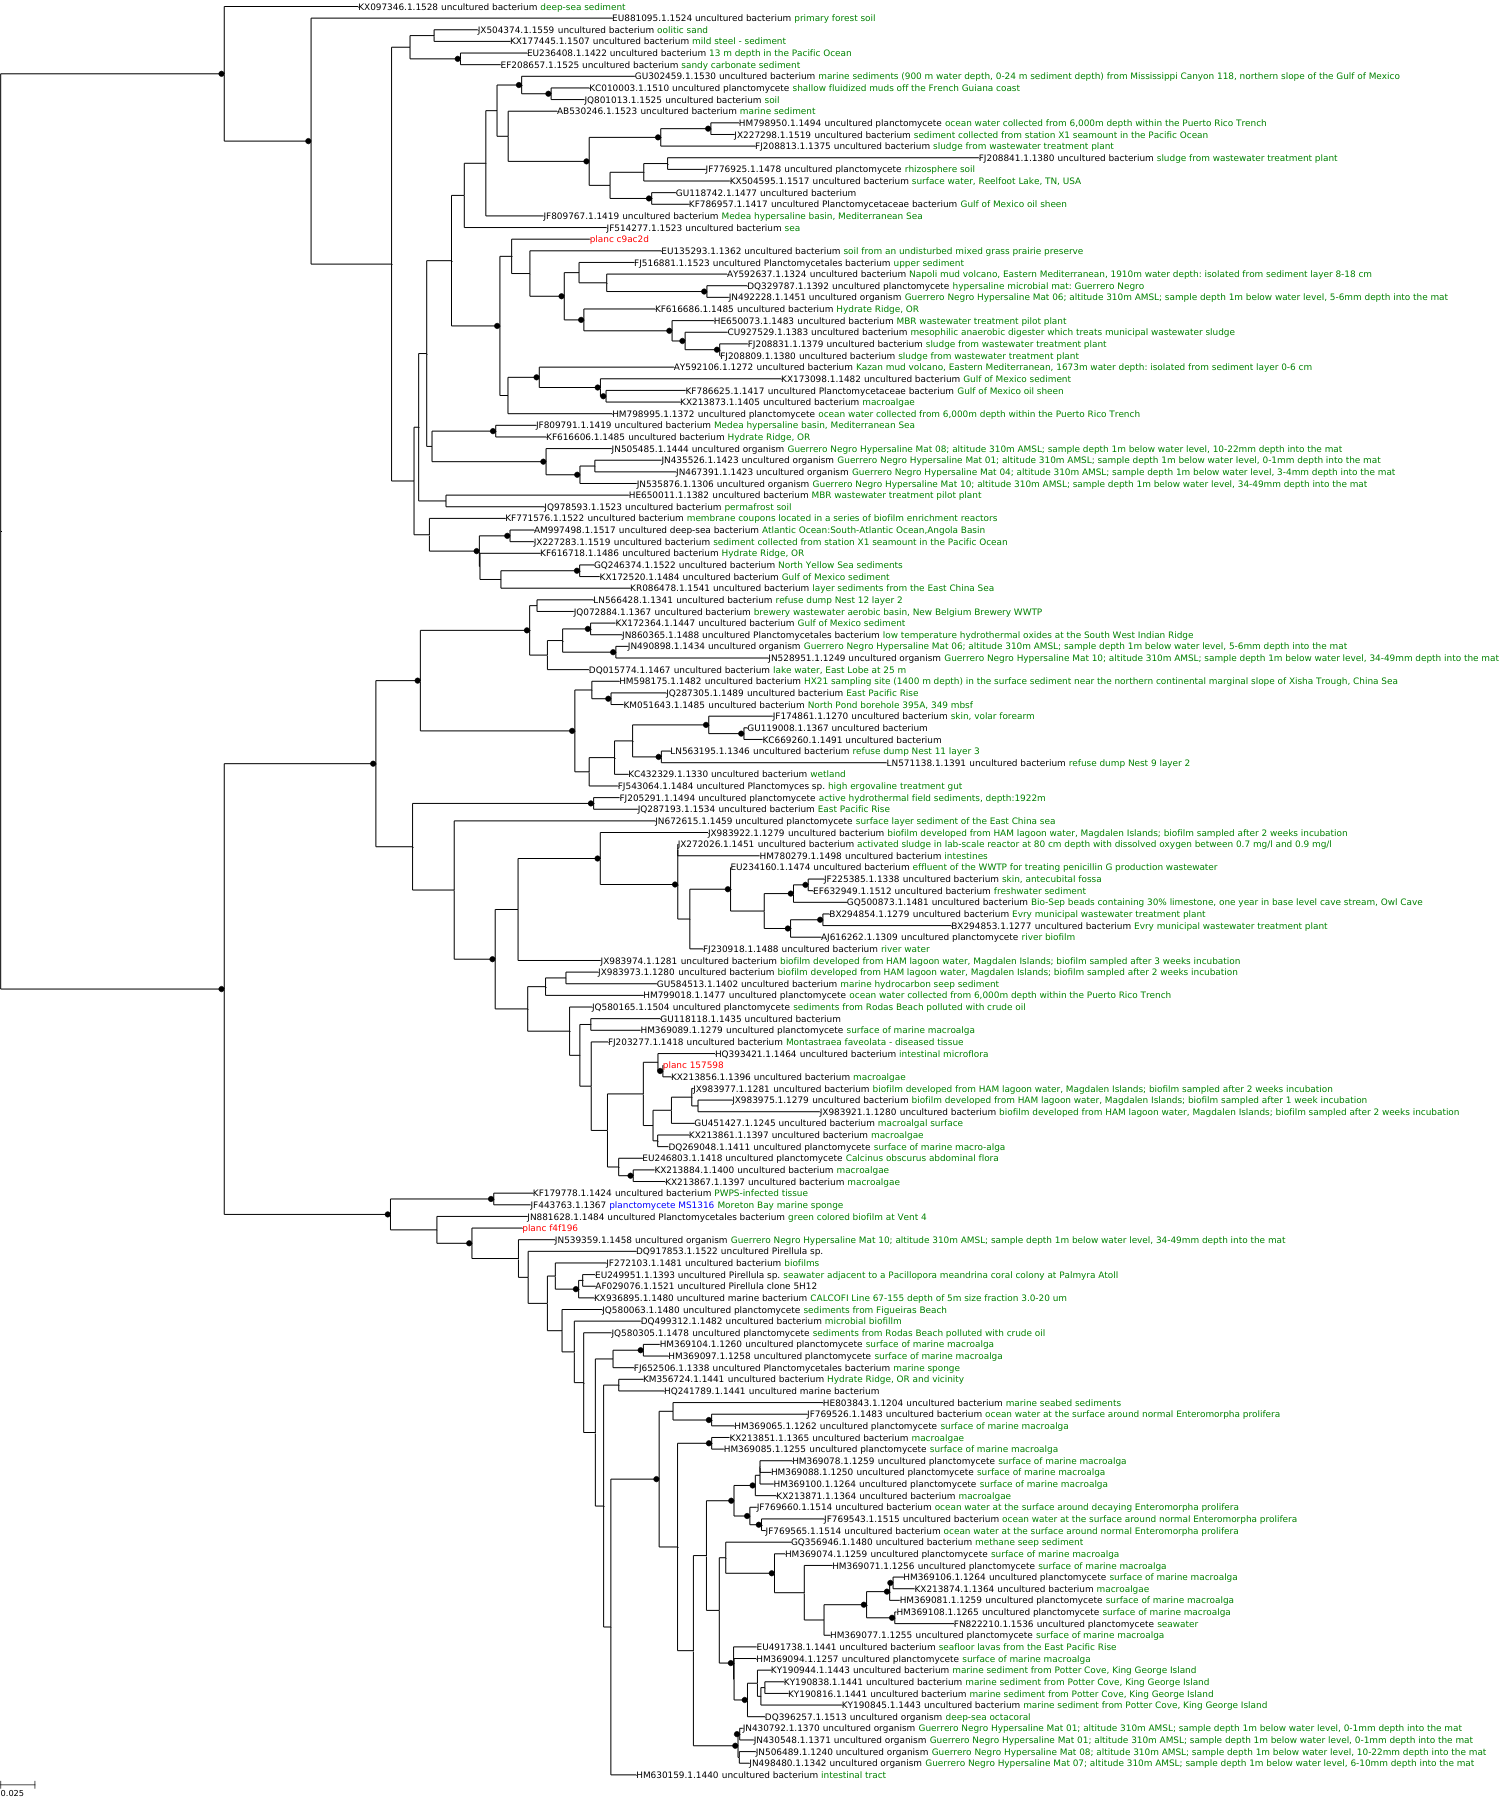 KX097346.1.1528 uncultured bacterium deep-sea sediment
EU881095.1.1524 uncultured bacterium primary forest soil
JX504374.1.1559 uncultured bacterium oolitic sand
KX177445.1.1507 uncultured bacterium mild steel - sediment
EU236408.1.1422 uncultured bacterium 13 m depth in the Pacific Ocean
EF208657.1.1525 uncultured bacterium sandy carbonate sediment
GU302459.1.1530 uncultured bacterium marine sediments (900 m water depth, 0-24 m sediment depth) from Mississippi Canyon 118, northern slope of the Gulf of Mexico
KC010003.1.1510 uncultured planctomycete shallow fluidized muds off the French Guiana coast
JQ801013.1.1525 uncultured bacterium soil
AB530246.1.1523 uncultured bacterium marine sediment
HM798950.1.1494 uncultured planctomycete ocean water collected from 6,000m depth within the Puerto Rico Trench
JX227298.1.1519 uncultured bacterium sediment collected from station X1 seamount in the Pacific Ocean
FJ208813.1.1375 uncultured bacterium sludge from wastewater treatment plant
FJ208841.1.1380 uncultured bacterium sludge from wastewater treatment plant
JF776925.1.1478 uncultured planctomycete rhizosphere soil
KX504595.1.1517 uncultured bacterium surface water, Reelfoot Lake, TN, USA
GU118742.1.1477 uncultured bacterium
KF786957.1.1417 uncultured Planctomycetaceae bacterium Gulf of Mexico oil sheen
JF809767.1.1419 uncultured bacterium Medea hypersaline basin, Mediterranean Sea
JF514277.1.1523 uncultured bacterium sea
planc c9ac2d
EU135293.1.1362 uncultured bacterium soil from an undisturbed mixed grass prairie preserve
FJ516881.1.1523 uncultured Planctomycetales bacterium upper sediment
AY592637.1.1324 uncultured bacterium Napoli mud volcano, Eastern Mediterranean, 1910m water depth: isolated from sediment layer 8-18 cm
DQ329787.1.1392 uncultured planctomycete hypersaline microbial mat: Guerrero Negro
JN492228.1.1451 uncultured organism Guerrero Negro Hypersaline Mat 06; altitude 310m AMSL; sample depth 1m below water level, 5-6mm depth into the mat
KF616686.1.1485 uncultured bacterium Hydrate Ridge, OR
HE650073.1.1483 uncultured bacterium MBR wastewater treatment pilot plant
CU927529.1.1383 uncultured bacterium mesophilic anaerobic digester which treats municipal wastewater sludge
FJ208831.1.1379 uncultured bacterium sludge from wastewater treatment plant
FJ208809.1.1380 uncultured bacterium sludge from wastewater treatment plant
AY592106.1.1272 uncultured bacterium Kazan mud volcano, Eastern Mediterranean, 1673m water depth: isolated from sediment layer 0-6 cm
KX173098.1.1482 uncultured bacterium Gulf of Mexico sediment
KF786625.1.1417 uncultured Planctomycetaceae bacterium Gulf of Mexico oil sheen
KX213873.1.1405 uncultured bacterium macroalgae
HM798995.1.1372 uncultured planctomycete ocean water collected from 6,000m depth within the Puerto Rico Trench
JF809791.1.1419 uncultured bacterium Medea hypersaline basin, Mediterranean Sea
KF616606.1.1485 uncultured bacterium Hydrate Ridge, OR
JN505485.1.1444 uncultured organism Guerrero Negro Hypersaline Mat 08; altitude 310m AMSL; sample depth 1m below water level, 10-22mm depth into the mat
JN435526.1.1423 uncultured organism Guerrero Negro Hypersaline Mat 01; altitude 310m AMSL; sample depth 1m below water level, 0-1mm depth into the mat
JN467391.1.1423 uncultured organism Guerrero Negro Hypersaline Mat 04; altitude 310m AMSL; sample depth 1m below water level, 3-4mm depth into the mat
JN535876.1.1306 uncultured organism Guerrero Negro Hypersaline Mat 10; altitude 310m AMSL; sample depth 1m below water level, 34-49mm depth into the mat
HE650011.1.1382 uncultured bacterium MBR wastewater treatment pilot plant
JQ978593.1.1523 uncultured bacterium permafrost soil
KF771576.1.1522 uncultured bacterium membrane coupons located in a series of biofilm enrichment reactors
AM997498.1.1517 uncultured deep-sea bacterium Atlantic Ocean:South-Atlantic Ocean,Angola Basin
JX227283.1.1519 uncultured bacterium sediment collected from station X1 seamount in the Pacific Ocean
KF616718.1.1486 uncultured bacterium Hydrate Ridge, OR
GQ246374.1.1522 uncultured bacterium North Yellow Sea sediments
KX172520.1.1484 uncultured bacterium Gulf of Mexico sediment
KR086478.1.1541 uncultured bacterium layer sediments from the East China Sea
LN566428.1.1341 uncultured bacterium refuse dump Nest 12 layer 2
JQ072884.1.1367 uncultured bacterium brewery wastewater aerobic basin, New Belgium Brewery WWTP
KX172364.1.1447 uncultured bacterium Gulf of Mexico sediment
JN860365.1.1488 uncultured Planctomycetales bacterium low temperature hydrothermal oxides at the South West Indian Ridge
JN490898.1.1434 uncultured organism Guerrero Negro Hypersaline Mat 06; altitude 310m AMSL; sample depth 1m below water level, 5-6mm depth into the mat
JN528951.1.1249 uncultured organism Guerrero Negro Hypersaline Mat 10; altitude 310m AMSL; sample depth 1m below water level, 34-49mm depth into the mat
DQ015774.1.1467 uncultured bacterium lake water, East Lobe at 25 m
HM598175.1.1482 uncultured bacterium HX21 sampling site (1400 m depth) in the surface sediment near the northern continental marginal slope of Xisha Trough, China Sea
JQ287305.1.1489 uncultured bacterium East Pacific Rise
KM051643.1.1485 uncultured bacterium North Pond borehole 395A, 349 mbsf
JF174861.1.1270 uncultured bacterium skin, volar forearm
GU119008.1.1367 uncultured bacterium
KC669260.1.1491 uncultured bacterium
LN563195.1.1346 uncultured bacterium refuse dump Nest 11 layer 3
LN571138.1.1391 uncultured bacterium refuse dump Nest 9 layer 2
KC432329.1.1330 uncultured bacterium wetland
FJ543064.1.1484 uncultured Planctomyces sp. high ergovaline treatment gut
FJ205291.1.1494 uncultured planctomycete active hydrothermal field sediments, depth:1922m
JQ287193.1.1534 uncultured bacterium East Pacific Rise
JN672615.1.1459 uncultured planctomycete surface layer sediment of the East China sea
JX983922.1.1279 uncultured bacterium biofilm developed from HAM lagoon water, Magdalen Islands; biofilm sampled after 2 weeks incubation
JX272026.1.1451 uncultured bacterium activated sludge in lab-scale reactor at 80 cm depth with dissolved oxygen between 0.7 mg/l and 0.9 mg/l
HM780279.1.1498 uncultured bacterium intestines
EU234160.1.1474 uncultured bacterium effluent of the WWTP for treating penicillin G production wastewater
JF225385.1.1338 uncultured bacterium skin, antecubital fossa
EF632949.1.1512 uncultured bacterium freshwater sediment
GQ500873.1.1481 uncultured bacterium Bio-Sep beads containing 30% limestone, one year in base level cave stream, Owl Cave
BX294854.1.1279 uncultured bacterium Evry municipal wastewater treatment plant
BX294853.1.1277 uncultured bacterium Evry municipal wastewater treatment plant
AJ616262.1.1309 uncultured planctomycete river biofilm
FJ230918.1.1488 uncultured bacterium river water
JX983974.1.1281 uncultured bacterium biofilm developed from HAM lagoon water, Magdalen Islands; biofilm sampled after 3 weeks incubation
JX983973.1.1280 uncultured bacterium biofilm developed from HAM lagoon water, Magdalen Islands; biofilm sampled after 2 weeks incubation
GU584513.1.1402 uncultured bacterium marine hydrocarbon seep sediment
HM799018.1.1477 uncultured planctomycete ocean water collected from 6,000m depth within the Puerto Rico Trench
JQ580165.1.1504 uncultured planctomycete sediments from Rodas Beach polluted with crude oil
GU118118.1.1435 uncultured bacterium
HM369089.1.1279 uncultured planctomycete surface of marine macroalga
FJ203277.1.1418 uncultured bacterium Montastraea faveolata - diseased tissue
HQ393421.1.1464 uncultured bacterium intestinal microflora
planc 157598
KX213856.1.1396 uncultured bacterium macroalgae
JX983977.1.1281 uncultured bacterium biofilm developed from HAM lagoon water, Magdalen Islands; biofilm sampled after 2 weeks incubation
JX983975.1.1279 uncultured bacterium biofilm developed from HAM lagoon water, Magdalen Islands; biofilm sampled after 1 week incubation
JX983921.1.1280 uncultured bacterium biofilm developed from HAM lagoon water, Magdalen Islands; biofilm sampled after 2 weeks incubation
GU451427.1.1245 uncultured bacterium macroalgal surface
KX213861.1.1397 uncultured bacterium macroalgae
DQ269048.1.1411 uncultured planctomycete surface of marine macro-alga
EU246803.1.1418 uncultured planctomycete Calcinus obscurus abdominal flora
KX213884.1.1400 uncultured bacterium macroalgae
KX213867.1.1397 uncultured bacterium macroalgae
KF179778.1.1424 uncultured bacterium PWPS-infected tissue
JF443763.1.1367 planctomycete MS1316 Moreton Bay marine sponge
JN881628.1.1484 uncultured Planctomycetales bacterium green colored biofilm at Vent 4
planc f4f196
JN539359.1.1458 uncultured organism Guerrero Negro Hypersaline Mat 10; altitude 310m AMSL; sample depth 1m below water level, 34-49mm depth into the mat
DQ917853.1.1522 uncultured Pirellula sp.
JF272103.1.1481 uncultured bacterium biofilms
EU249951.1.1393 uncultured Pirellula sp. seawater adjacent to a Pacillopora meandrina coral colony at Palmyra Atoll
AF029076.1.1521 uncultured Pirellula clone 5H12
KX936895.1.1480 uncultured marine bacterium CALCOFI Line 67-155 depth of 5m size fraction 3.0-20 um
JQ580063.1.1480 uncultured planctomycete sediments from Figueiras Beach
DQ499312.1.1482 uncultured bacterium microbial biofillm
JQ580305.1.1478 uncultured planctomycete sediments from Rodas Beach polluted with crude oil
HM369104.1.1260 uncultured planctomycete surface of marine macroalga
HM369097.1.1258 uncultured planctomycete surface of marine macroalga
FJ652506.1.1338 uncultured Planctomycetales bacterium marine sponge
KM356724.1.1441 uncultured bacterium Hydrate Ridge, OR and vicinity
HQ241789.1.1441 uncultured marine bacterium
HE803843.1.1204 uncultured bacterium marine seabed sediments
JF769526.1.1483 uncultured bacterium ocean water at the surface around normal Enteromorpha prolifera
HM369065.1.1262 uncultured planctomycete surface of marine macroalga
KX213851.1.1365 uncultured bacterium macroalgae
HM369085.1.1255 uncultured planctomycete surface of marine macroalga
HM369078.1.1259 uncultured planctomycete surface of marine macroalga
HM369088.1.1250 uncultured planctomycete surface of marine macroalga
HM369100.1.1264 uncultured planctomycete surface of marine macroalga
KX213871.1.1364 uncultured bacterium macroalgae
JF769660.1.1514 uncultured bacterium ocean water at the surface around decaying Enteromorpha prolifera
JF769543.1.1515 uncultured bacterium ocean water at the surface around normal Enteromorpha prolifera
JF769565.1.1514 uncultured bacterium ocean water at the surface around normal Enteromorpha prolifera
GQ356946.1.1480 uncultured bacterium methane seep sediment
HM369074.1.1259 uncultured planctomycete surface of marine macroalga
HM369071.1.1256 uncultured planctomycete surface of marine macroalga
HM369106.1.1264 uncultured planctomycete surface of marine macroalga
KX213874.1.1364 uncultured bacterium macroalgae
HM369081.1.1259 uncultured planctomycete surface of marine macroalga
HM369108.1.1265 uncultured planctomycete surface of marine macroalga
FN822210.1.1536 uncultured planctomycete seawater
HM369077.1.1255 uncultured planctomycete surface of marine macroalga
EU491738.1.1441 uncultured bacterium seafloor lavas from the East Pacific Rise
HM369094.1.1257 uncultured planctomycete surface of marine macroalga
KY190944.1.1443 uncultured bacterium marine sediment from Potter Cove, King George Island
KY190838.1.1441 uncultured bacterium marine sediment from Potter Cove, King George Island
KY190816.1.1441 uncultured bacterium marine sediment from Potter Cove, King George Island
KY190845.1.1443 uncultured bacterium marine sediment from Potter Cove, King George Island
DQ396257.1.1513 uncultured organism deep-sea octacoral
JN430792.1.1370 uncultured organism Guerrero Negro Hypersaline Mat 01; altitude 310m AMSL; sample depth 1m below water level, 0-1mm depth into the mat
JN430548.1.1371 uncultured organism Guerrero Negro Hypersaline Mat 01; altitude 310m AMSL; sample depth 1m below water level, 0-1mm depth into the mat
JN506489.1.1240 uncultured organism Guerrero Negro Hypersaline Mat 08; altitude 310m AMSL; sample depth 1m below water level, 10-22mm depth into the mat
JN498480.1.1342 uncultured organism Guerrero Negro Hypersaline Mat 07; altitude 310m AMSL; sample depth 1m below water level, 6-10mm depth into the mat
HM630159.1.1440 uncultured bacterium intestinal tract
0.025